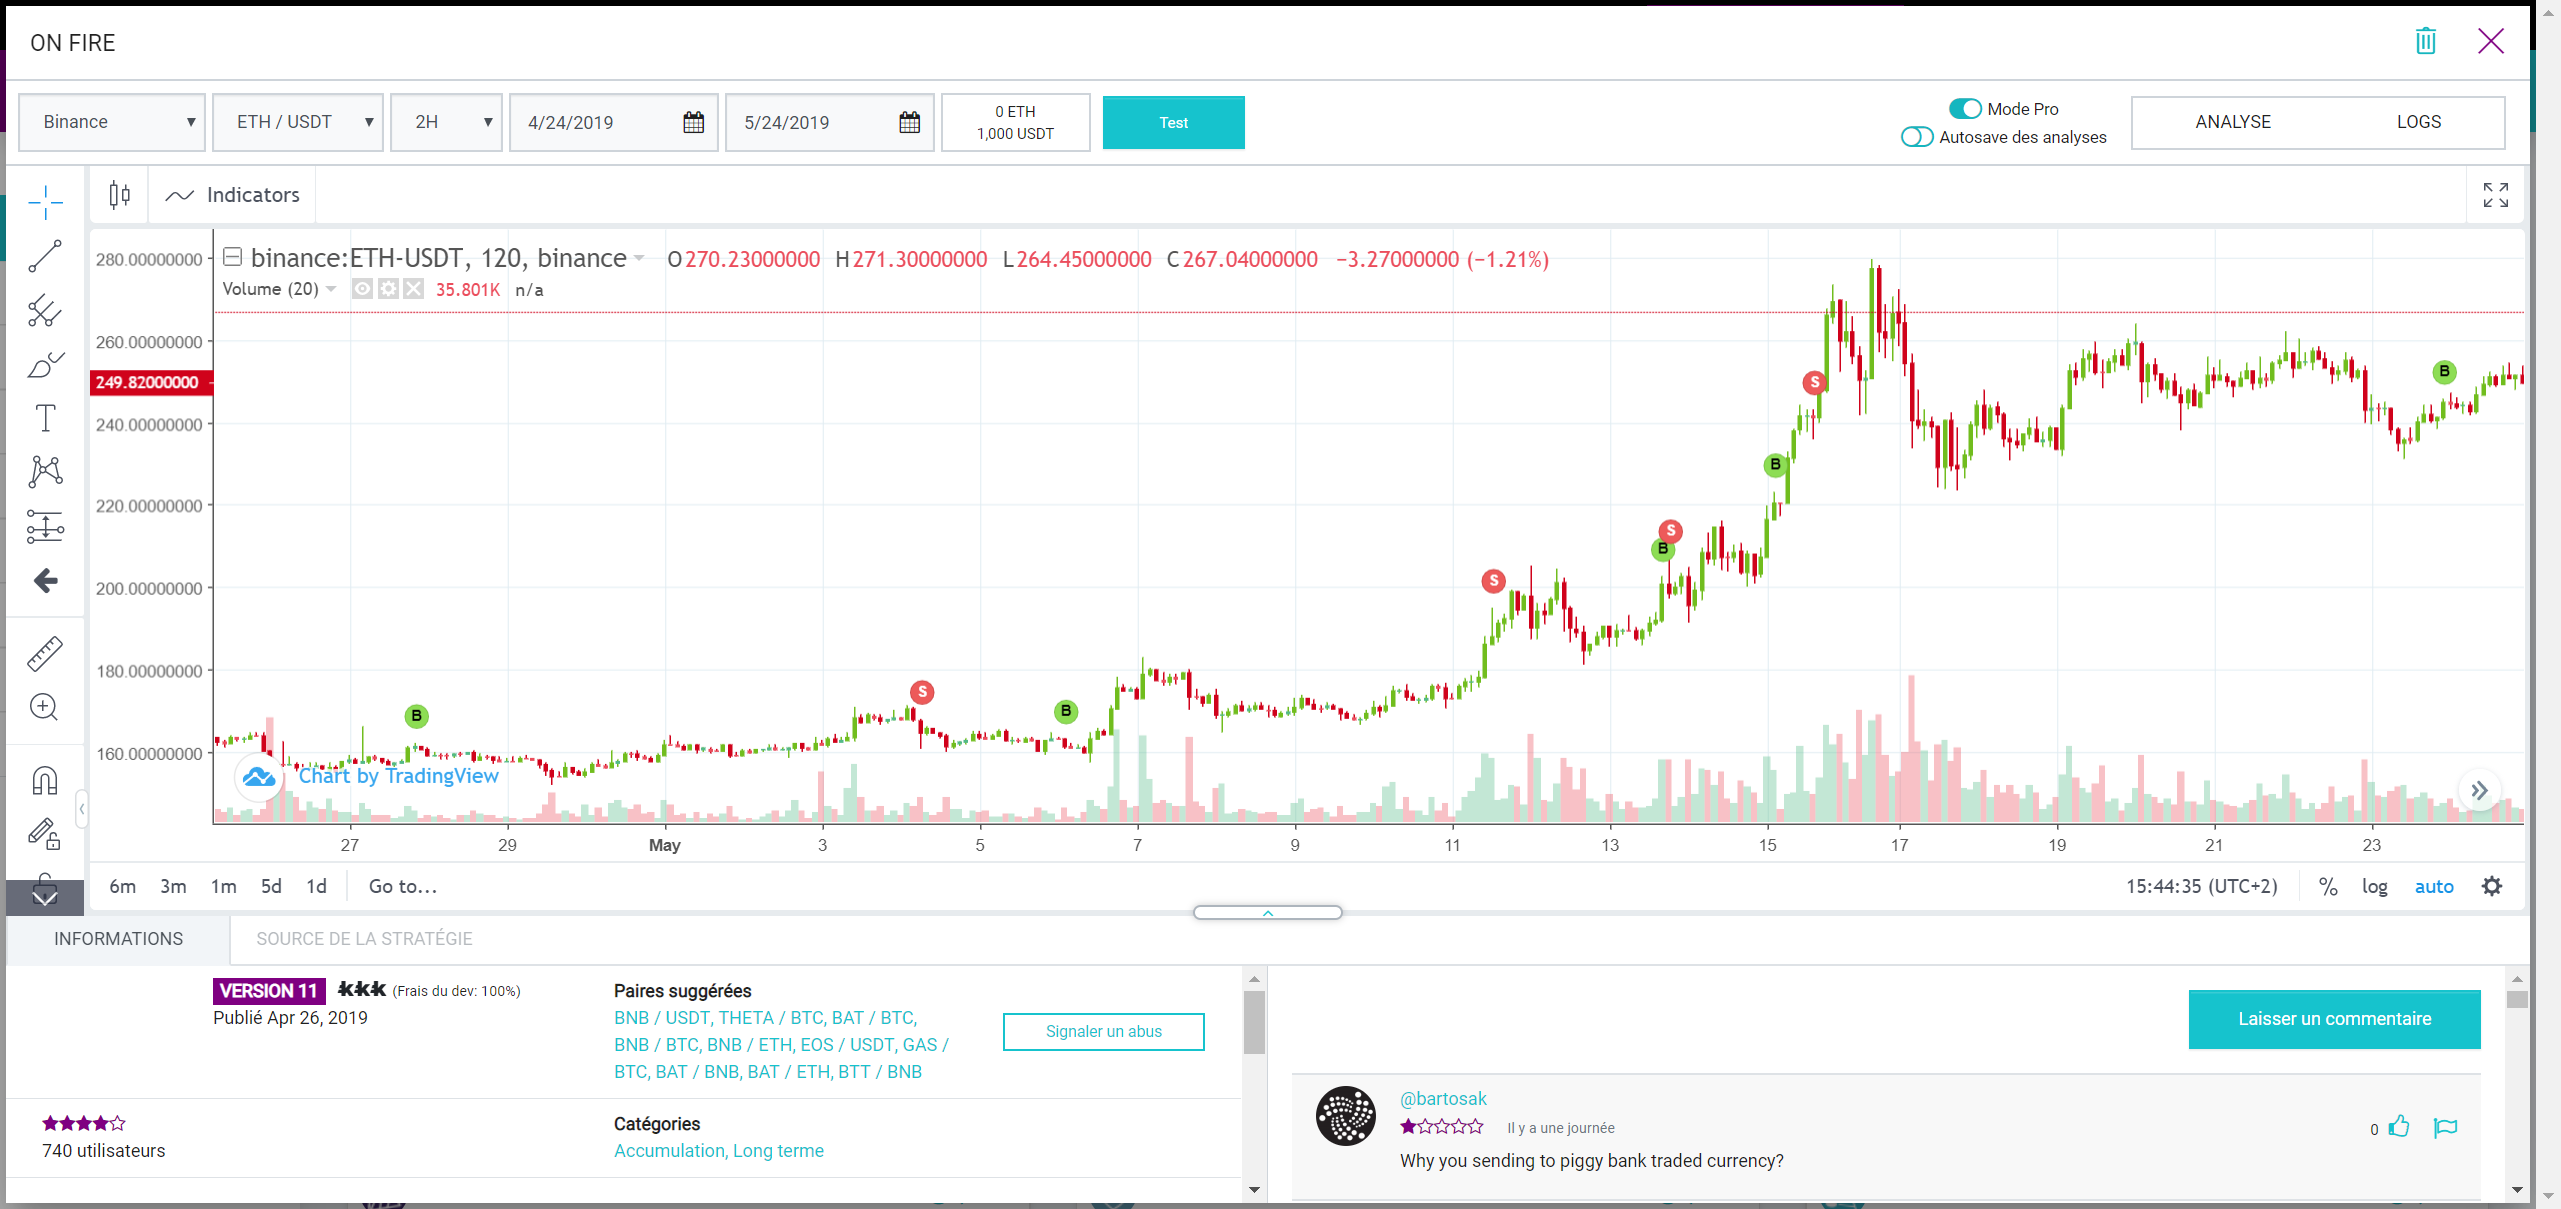 ON FIRE
Binance
ETH / USDT
2H
4/24/2019
5/24/2019
0 ETH
1,000 USDT
Test
Mode Pro
Autosave des analyses
ANALYSE
LOGS
Indicators
binance:ETH-USDT, 120, binance O270.23000000 H271.30000000 L264.45000000 C267.04000000 −3.27000000 (−1.21%)
Volume (20) 35.801K n/a
280.00000000
260.00000000
249.82000000
240.00000000
220.00000000
200.00000000
180.00000000
160.00000000
B
S
B
S
B
S
B
S
B
Chart by TradingView
27 29 May 3 5 7 9 11 13 15 17 19 21 23
6m 3m 1m 5d 1d Go to...
15:44:35 (UTC+2) % log auto
INFORMATIONS
SOURCE DE LA STRATÉGIE
VERSION 11 kkk (Frais du dev: 100%)
Publié Apr 26, 2019
Paires suggérées
BNB / USDT, THETA / BTC, BAT / BTC,
BNB / BTC, BNB / ETH, EOS / USDT, GAS /
BTC, BAT / BNB, BAT / ETH, BTT / BNB
Signaler un abus
740 utilisateurs
Catégories
Accumulation, Long terme
Laisser un commentaire
@bartosak
Il y a une journée
0
Why you sending to piggy bank traded currency?